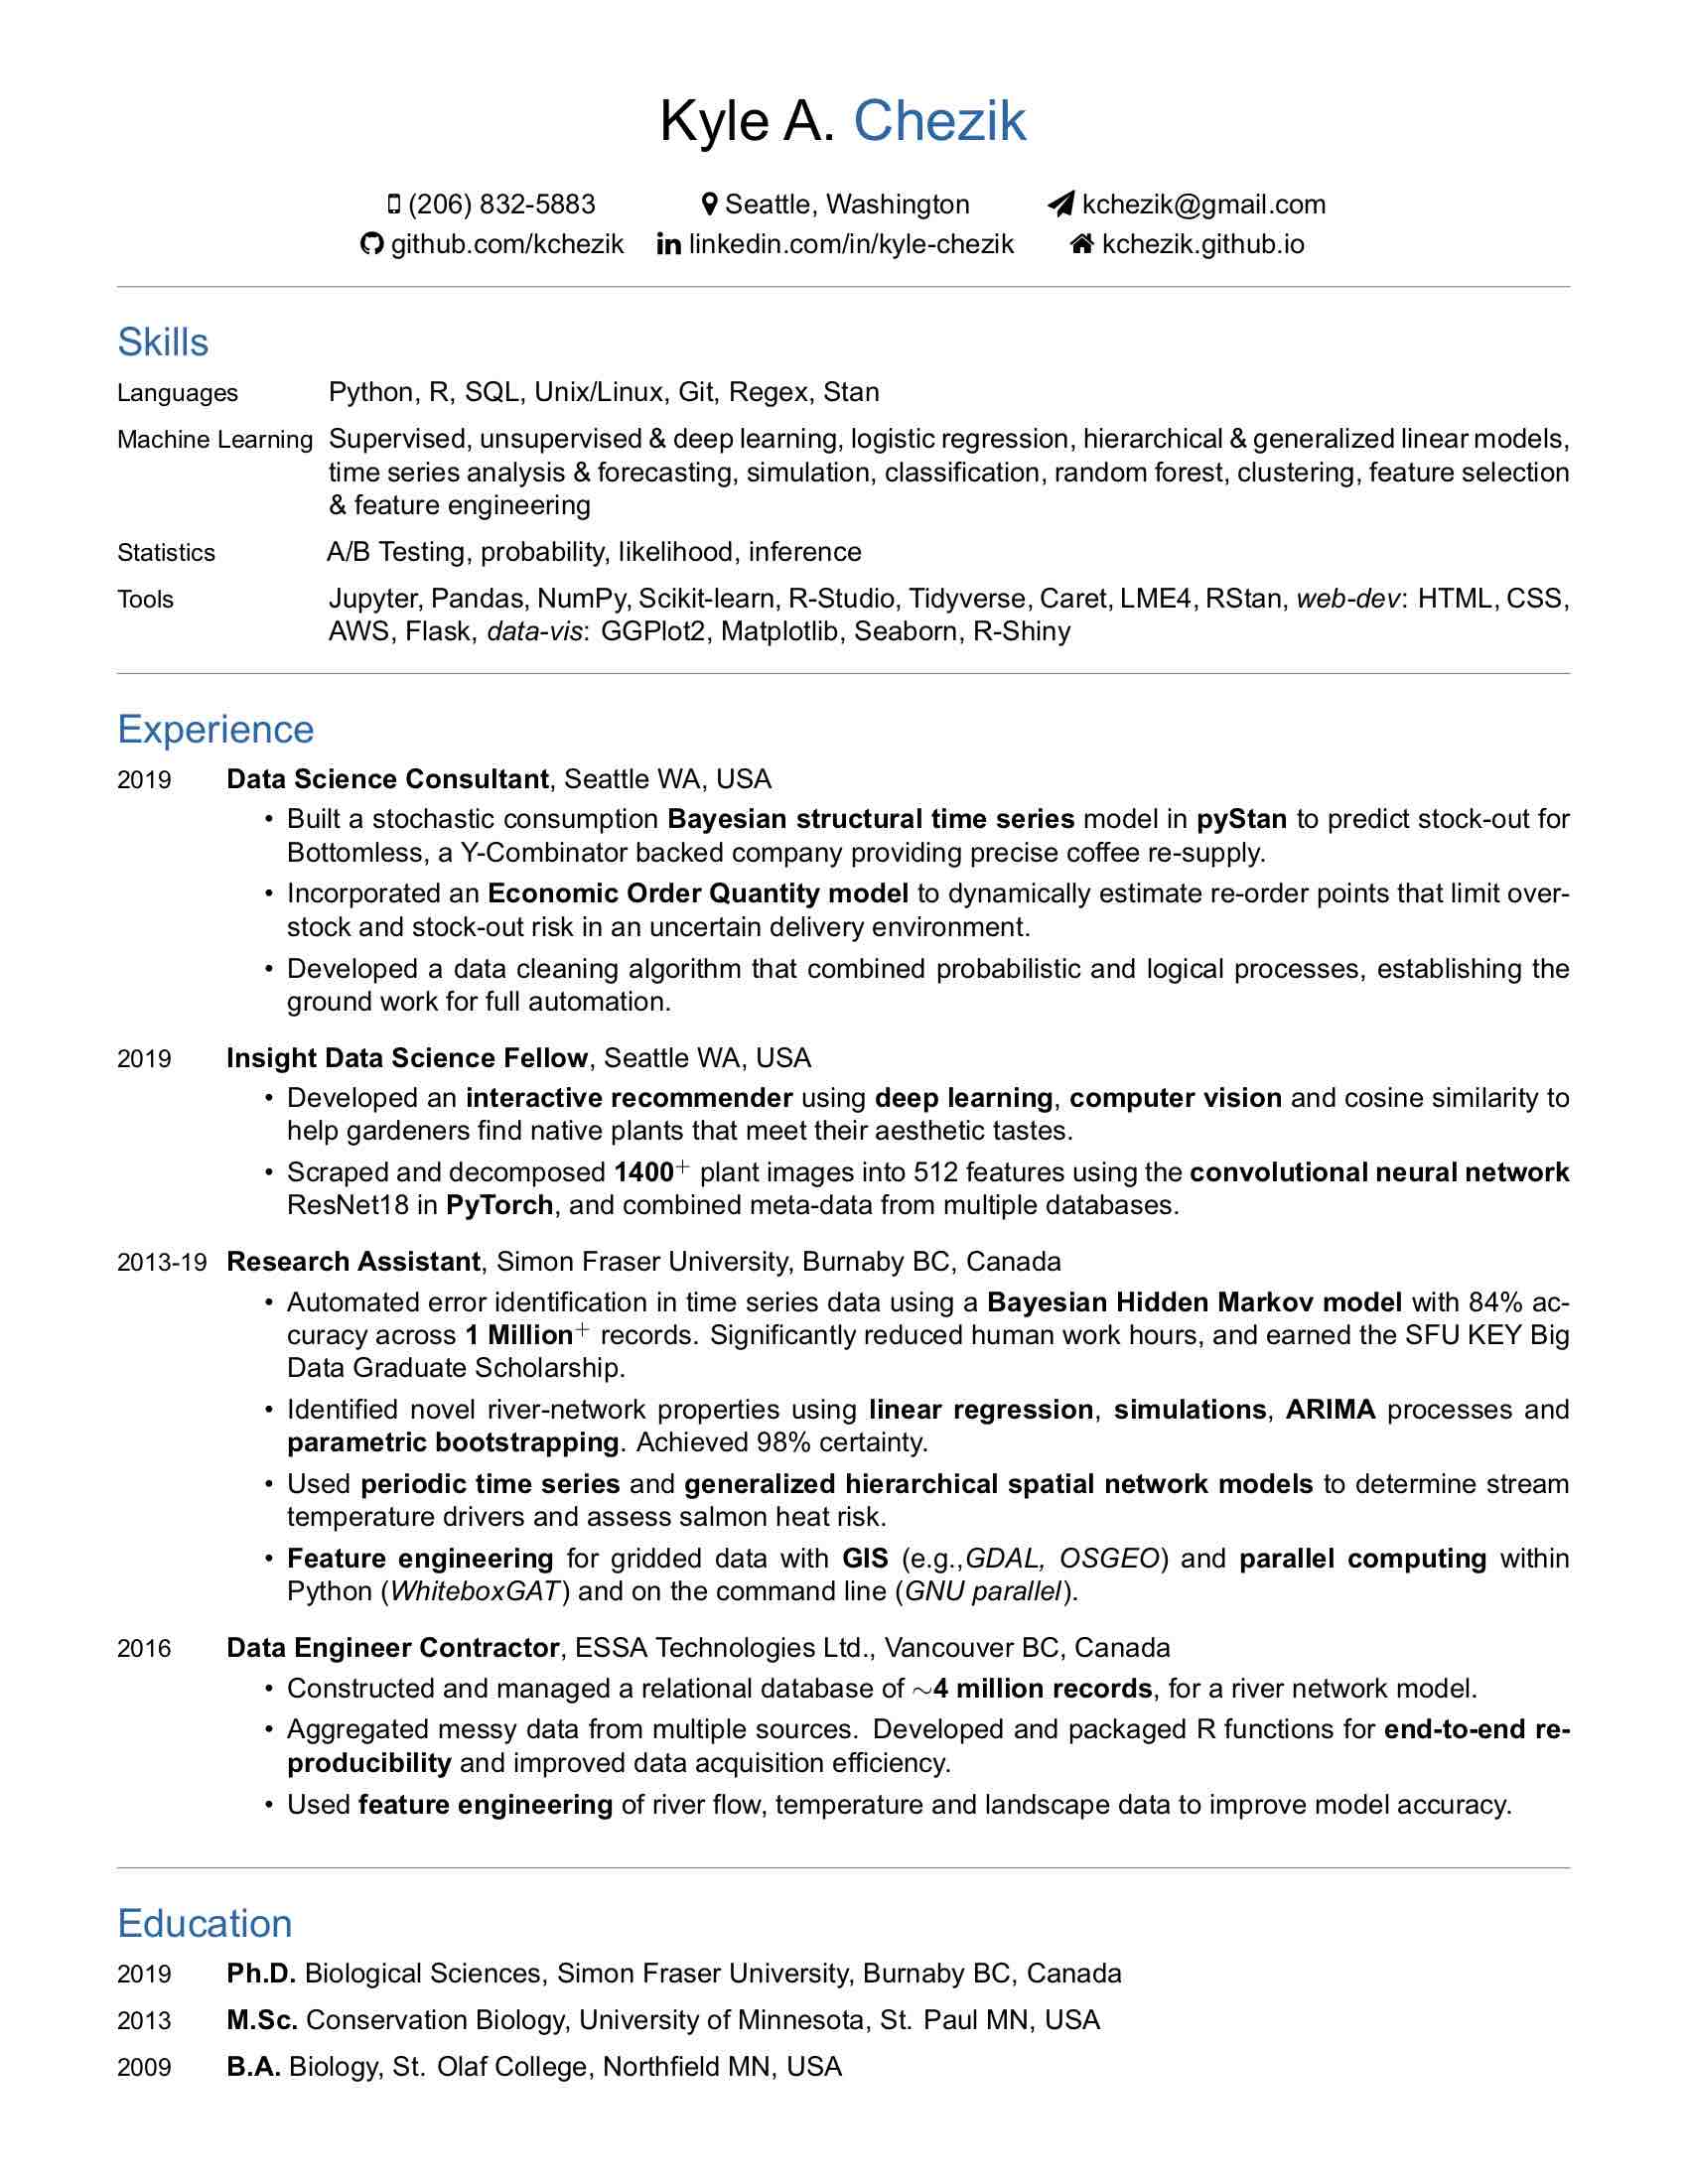 Kyle A. Chezik
(206) 832-5883 Seattle, Washington kchezik@gmail.com
github.com/kchezik linkedin.com/in/kyle-chezik kchezik.github.io
Skills
Languages Python, R, SQL, Unix/Linux, Git, Regex, Stan
Machine Learning Supervised, unsupervised & deep learning, logistic regression, hierarchical & generalized linear models,
time series analysis & forecasting, simulation, classification, random forest, clustering, feature selection
& feature engineering
Statistics A/B Testing, probability, likelihood, inference
Tools Jupyter, Pandas, NumPy, Scikit-learn, R-Studio, Tidyverse, Caret, LME4, RStan, web-dev: HTML, CSS,
AWS, Flask, data-vis: GGPlot2, Matplotlib, Seaborn, R-Shiny
Experience
2019 Data Science Consultant, Seattle WA, USA
• Built a stochastic consumption Bayesian structural time series model in pyStan to predict stock-out for
Bottomless, a Y-Combinator backed company providing precise coffee re-supply.
• Incorporated an Economic Order Quantity model to dynamically estimate re-order points that limit over-
stock and stock-out risk in an uncertain delivery environment.
• Developed a data cleaning algorithm that combined probabilistic and logical processes, establishing the
ground work for full automation.
2019 Insight Data Science Fellow, Seattle WA, USA
• Developed an interactive recommender using deep learning, computer vision and cosine similarity to
help gardeners find native plants that meet their aesthetic tastes.
• Scraped and decomposed 1400+ plant images into 512 features using the convolutional neural network
ResNet18 in PyTorch, and combined meta-data from multiple databases.
2013-19 Research Assistant, Simon Fraser University, Burnaby BC, Canada
• Automated error identification in time series data using a Bayesian Hidden Markov model with 84% ac-
curacy across 1 Million+ records. Significantly reduced human work hours, and earned the SFU KEY Big
Data Graduate Scholarship.
• Identified novel river-network properties using linear regression, simulations, ARIMA processes and
parametric bootstrapping. Achieved 98% certainty.
• Used periodic time series and generalized hierarchical spatial network models to determine stream
temperature drivers and assess salmon heat risk.
• Feature engineering for gridded data with GIS (e.g.,GDAL, OSGEO) and parallel computing within
Python (WhiteboxGAT) and on the command line (GNU parallel).
2016 Data Engineer Contractor, ESSA Technologies Ltd., Vancouver BC, Canada
• Constructed and managed a relational database of ~4 million records, for a river network model.
• Aggregated messy data from multiple sources. Developed and packaged R functions for end-to-end re-
producibility and improved data acquisition efficiency.
• Used feature engineering of river flow, temperature and landscape data to improve model accuracy.
Education
2019 Ph.D. Biological Sciences, Simon Fraser University, Burnaby BC, Canada
2013 M.Sc. Conservation Biology, University of Minnesota, St. Paul MN, USA
2009 B.A. Biology, St. Olaf College, Northfield MN, USA